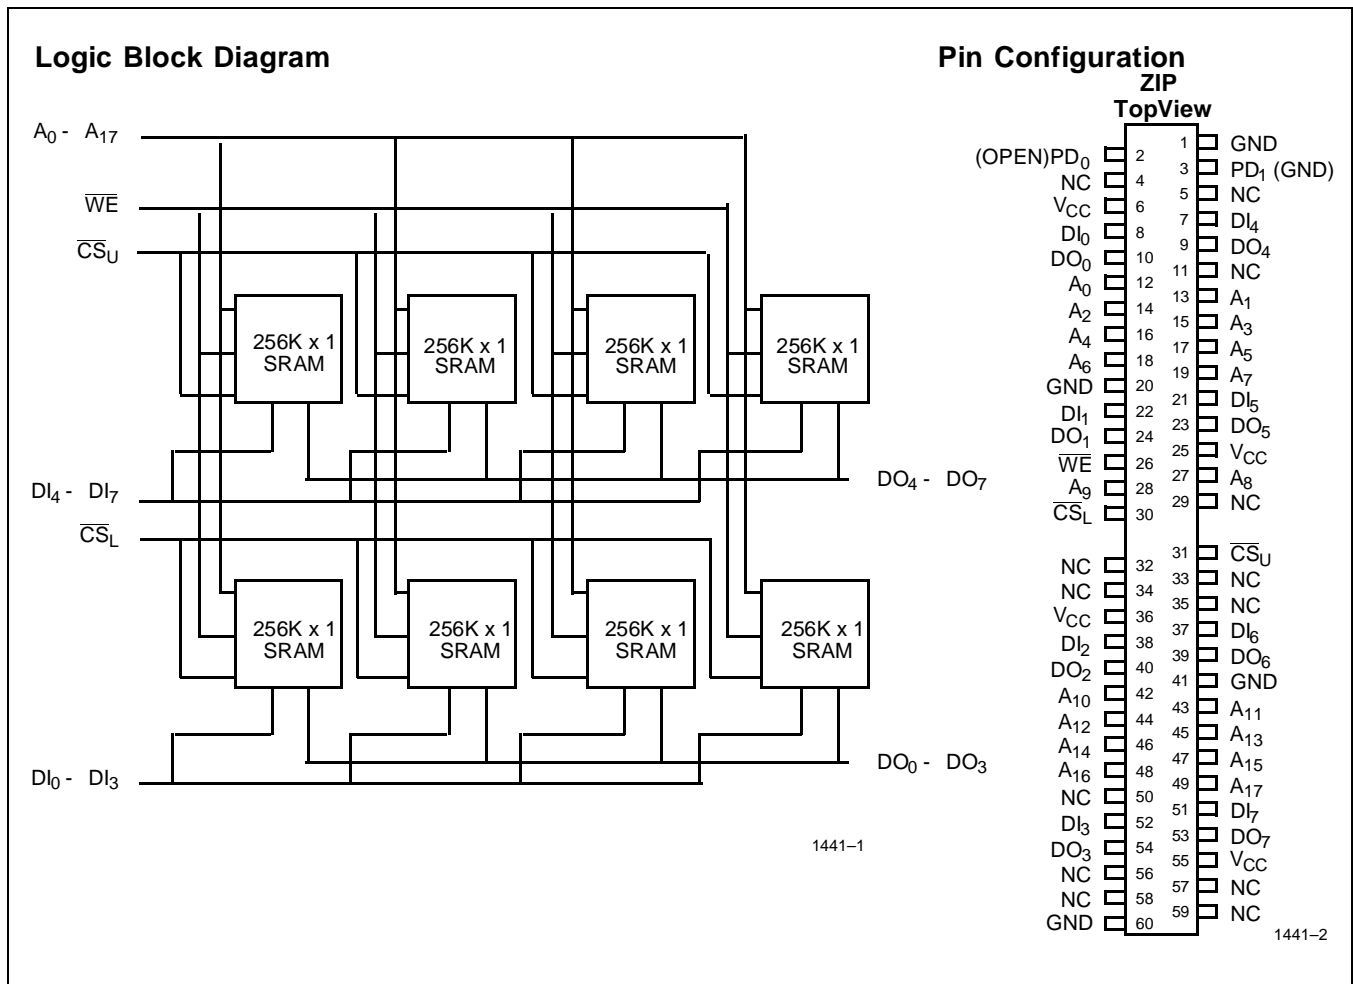 Logic Block Diagram
A0 - A17
W̅E̅
C̅S̅U
256K x 1
SRAM
256K x 1
SRAM
256K x 1
SRAM
256K x 1
SRAM
DI4 - DI7
DO4 - DO7
C̅S̅L
256K x 1
SRAM
256K x 1
SRAM
256K x 1
SRAM
256K x 1
SRAM
DI0 - DI3
DO0 - DO3
1441–1
Pin Configuration
ZIP
TopView
1 GND
(OPEN)PD0 2
3 PD1 (GND)
NC 4
5 NC
VCC 6
7 DI4
DI0 8
9 DO4
DO0 10
11 NC
A0 12
13 A1
A2 14
15 A3
A4 16
17 A5
A6 18
19 A7
GND 20
21 DI5
DI1 22
23 DO5
DO1 24
25 VCC
W̅E̅ 26
27 A8
A9 28
29 NC
C̅S̅L 30
31 C̅S̅U
NC 32
33 NC
NC 34
35 NC
VCC 36
37 DI6
DI2 38
39 DO6
DO2 40
41 GND
A10 42
43 A11
A12 44
45 A13
A14 46
47 A15
A16 48
49 A17
NC 50
51 DI7
DI3 52
53 DO7
DO3 54
55 VCC
NC 56
57 NC
NC 58
59 NC
GND 60
1441–2